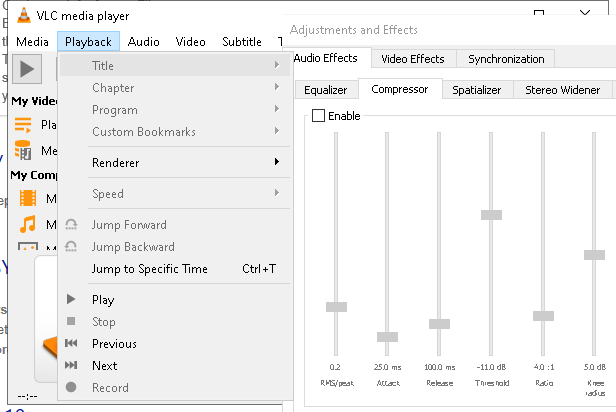 VLC media player
Media Playback Audio Video Subtitle
Title
Chapter
Program
Custom Bookmarks
Renderer
Speed
Jump Forward
Jump Backward
Jump to Specific Time Ctrl+T
Play
Stop
Previous
Next
Record
My Vide
Pla
Me
My Comp
M
M
M
--:--
Adjustments and Effects
Audio Effects Video Effects Synchronization
Equalizer Compressor Spatializer Stereo Widener
Enable
0.2 25.0 ms 100.0 ms -11.0 dB 4.0 :1 5.0 dB
RMS/peak Attack Release Threshold Ratio Knee
radius